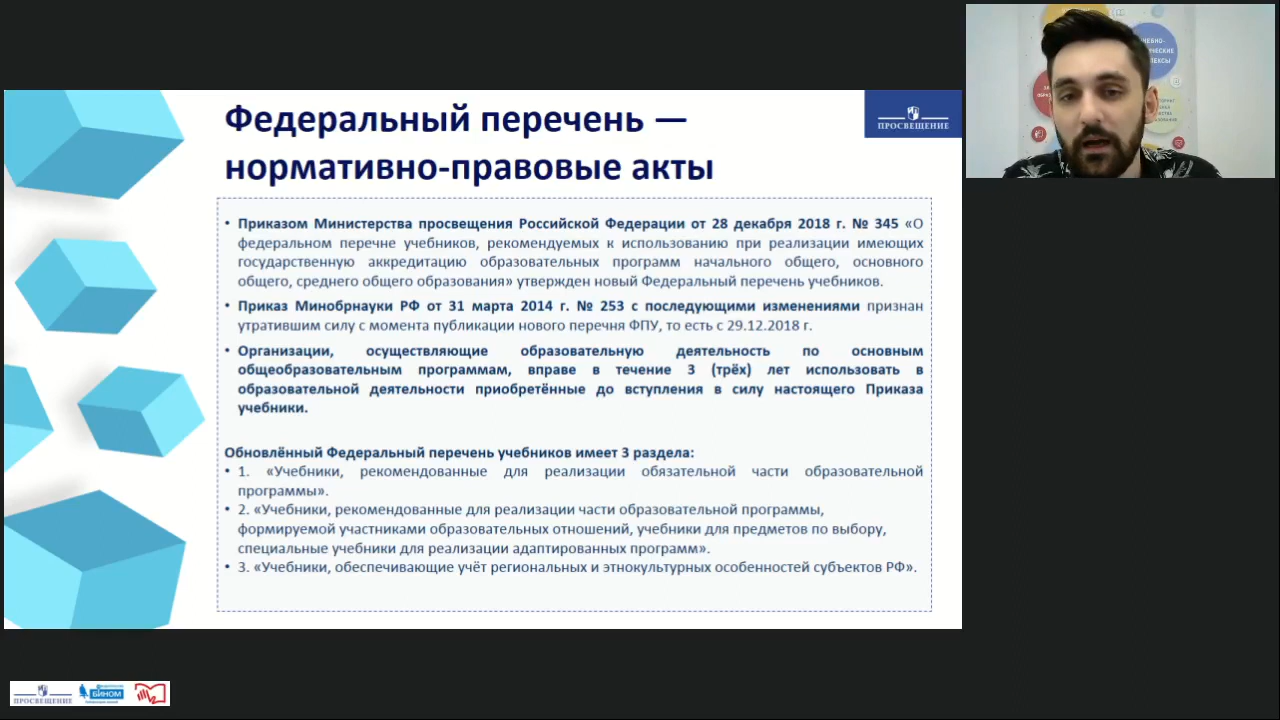 Федеральный перечень —
нормативно-правовые акты
ПРОСВЕЩЕНИЕ
• Приказом Министерства просвещения Российской Федерации от 28 декабря 2018 г. № 345 «О
федеральном перечне учебников, рекомендуемых к использованию при реализации имеющих
государственную аккредитацию образовательных программ начального общего, основного
общего, среднего общего образования» утвержден новый Федеральный перечень учебников.
• Приказ Минобрнауки РФ от 31 марта 2014 г. № 253 с последующими изменениями признан
утратившим силу с момента публикации нового перечня ФПУ, то есть с 29.12.2018 г.
• Организации, осуществляющие образовательную деятельность по основным
общеобразовательным программам, вправе в течение 3 (трёх) лет использовать в
образовательной деятельности приобретённые до вступления в силу настоящего Приказа
учебники.
Обновлённый Федеральный перечень учебников имеет 3 раздела:
• 1. «Учебники, рекомендованные для реализации обязательной части образовательной
программы».
• 2. «Учебники, рекомендованные для реализации части образовательной программы,
формируемой участниками образовательных отношений, учебники для предметов по выбору,
специальные учебники для реализации адаптированных программ».
• 3. «Учебники, обеспечивающие учёт региональных и этнокультурных особенностей субъектов РФ».
ПРОСВЕЩЕНИЕ
БИНОМ